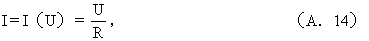 I=I (U) = U/R, (A. 14)